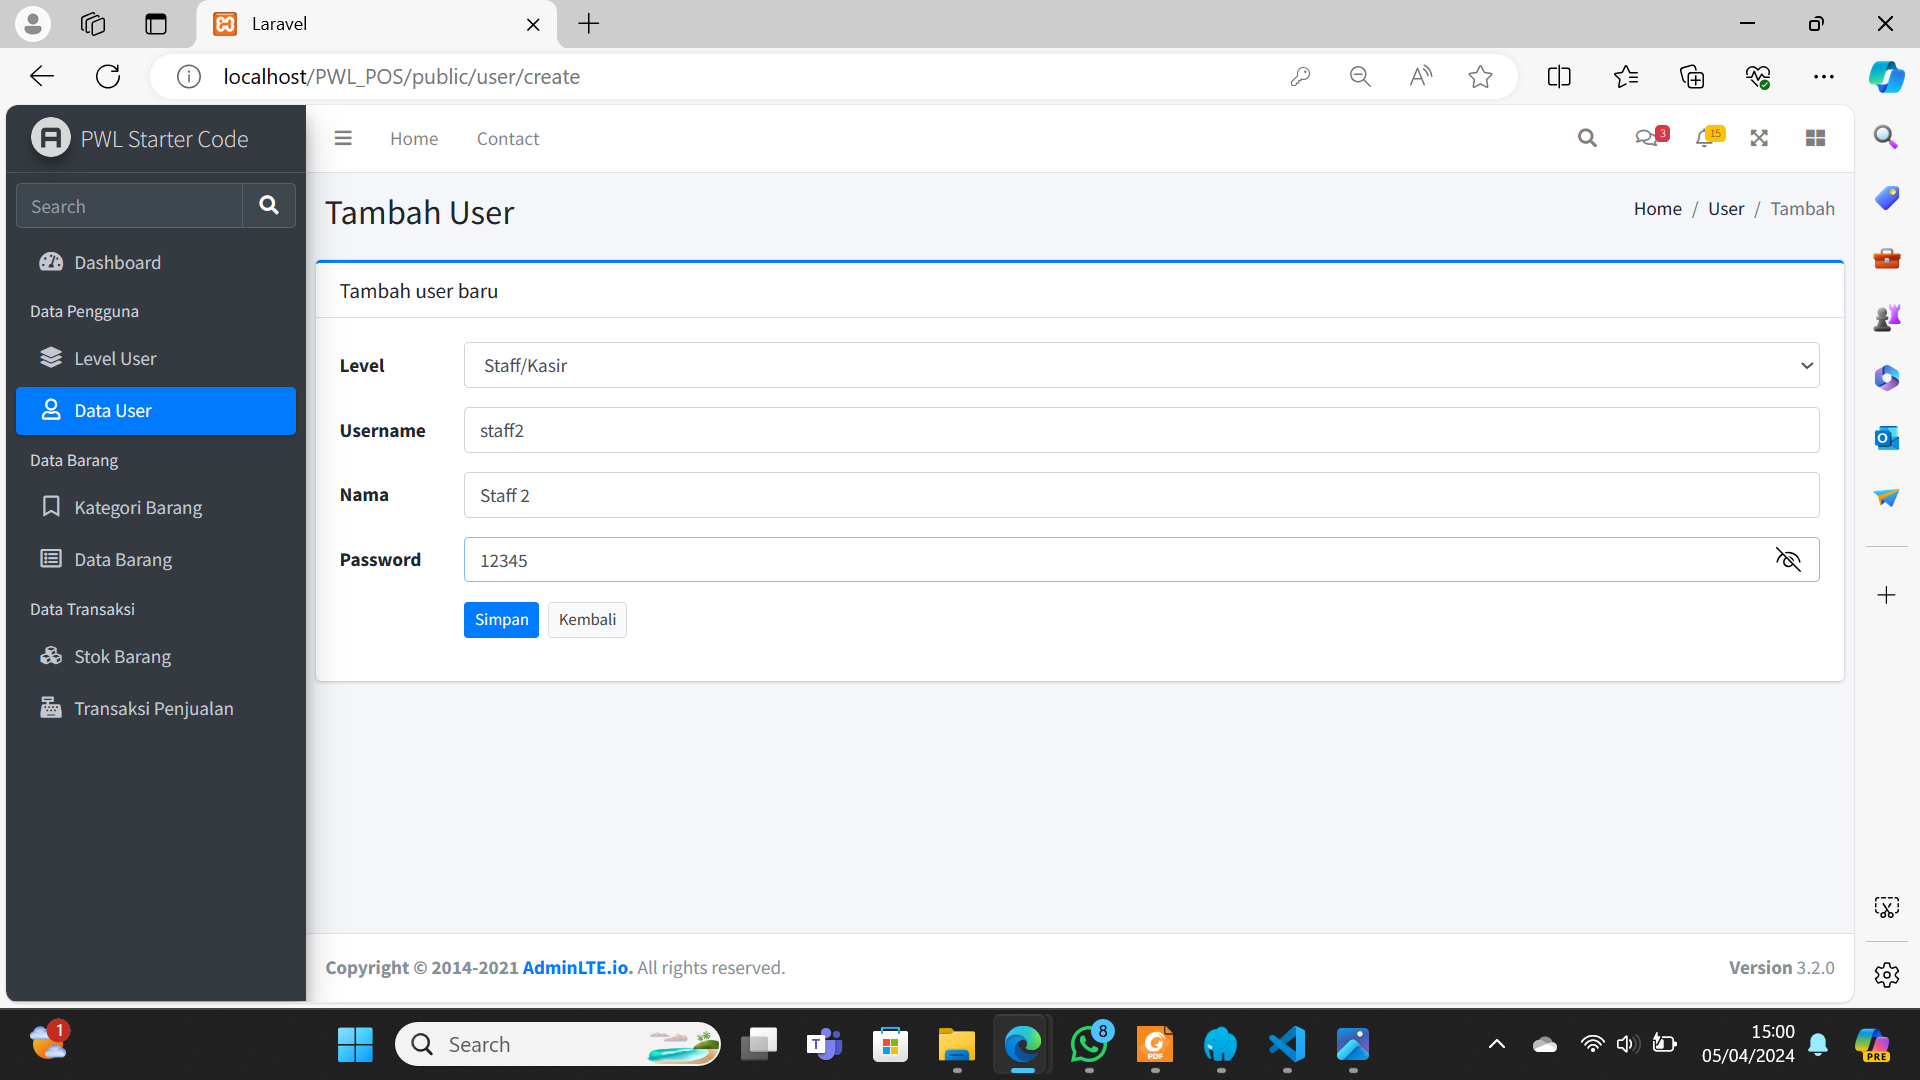 Laravel
localhost/PWL_POS/public/user/create
PWL Starter Code
Home
Contact
3
15
Search
Tambah User
Home / User / Tambah
Dashboard
Data Pengguna
Level User
Data User
Data Barang
Kategori Barang
Data Barang
Data Transaksi
Stok Barang
Transaksi Penjualan
Tambah user baru
Level
Staff/Kasir
Username
staff2
Nama
Staff 2
Password
12345
Simpan
Kembali
Copyright © 2014-2021 AdminLTE.io. All rights reserved.
Version 3.2.0
1
Search
8
PDF
15:00
05/04/2024
PRE